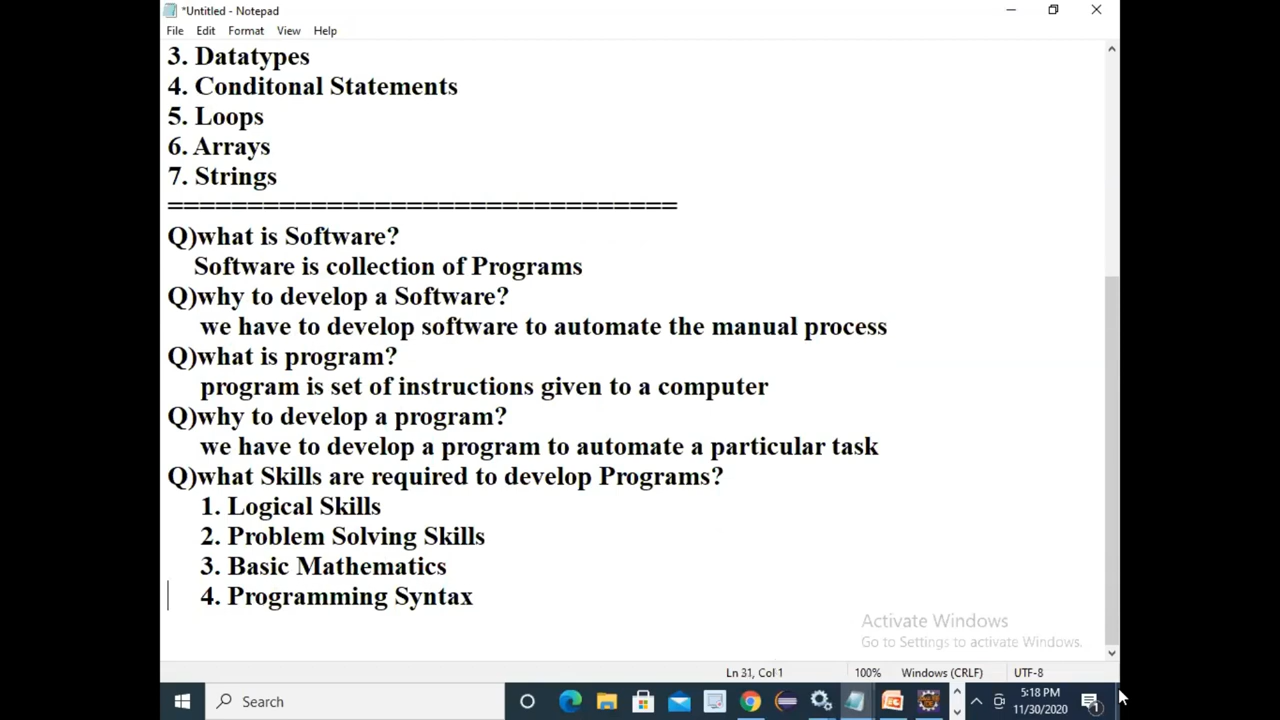 *Untitled - Notepad
File Edit Format View Help
3. Datatypes
4. Conditonal Statements
5. Loops
6. Arrays
7. Strings
================================
Q)what is Software?
Software is collection of Programs
Q)why to develop a Software?
we have to develop software to automate the manual process
Q)what is program?
program is set of instructions given to a computer
Q)why to develop a program?
we have to develop a program to automate a particular task
Q)what Skills are required to develop Programs?
1. Logical Skills
2. Problem Solving Skills
3. Basic Mathematics
4. Programming Syntax
Activate Windows
Go to Settings to activate Windows.
Ln 31, Col 1 100% Windows (CRLF) UTF-8
Search
5:18 PM
11/30/2020
1